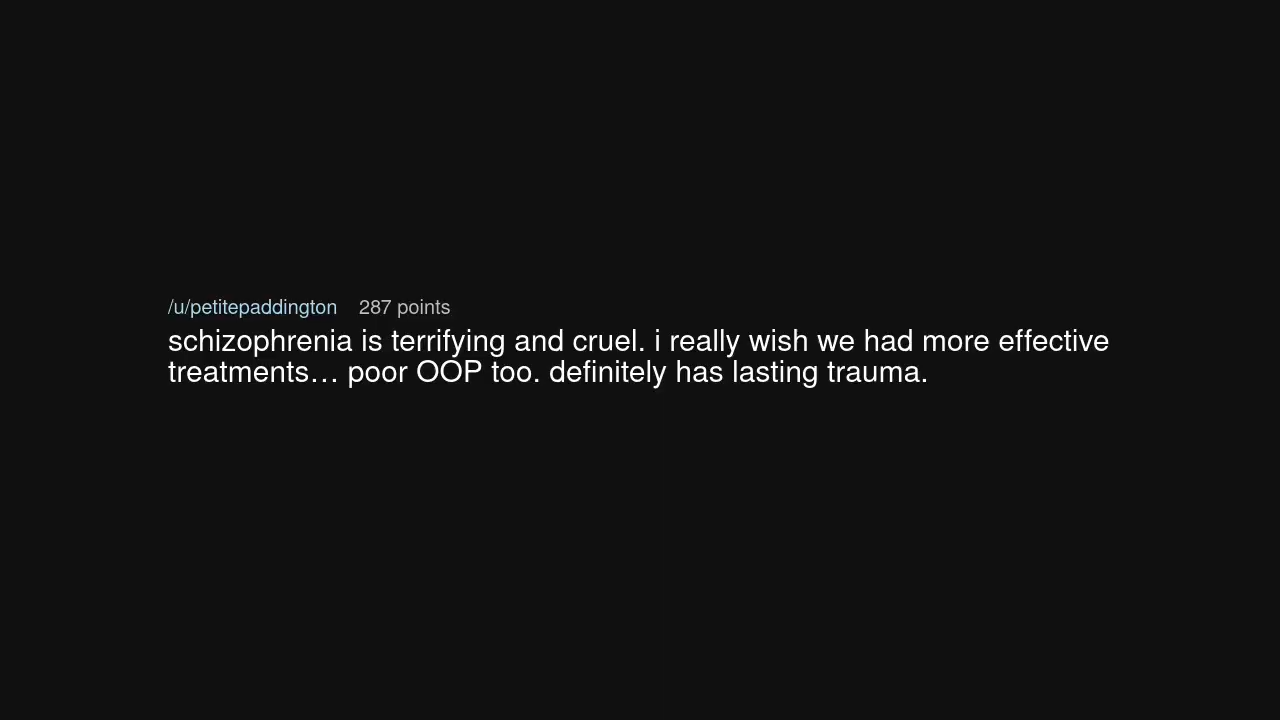 /u/petitepaddington 287 points
schizophrenia is terrifying and cruel. i really wish we had more effective
treatments… poor OOP too. definitely has lasting trauma.